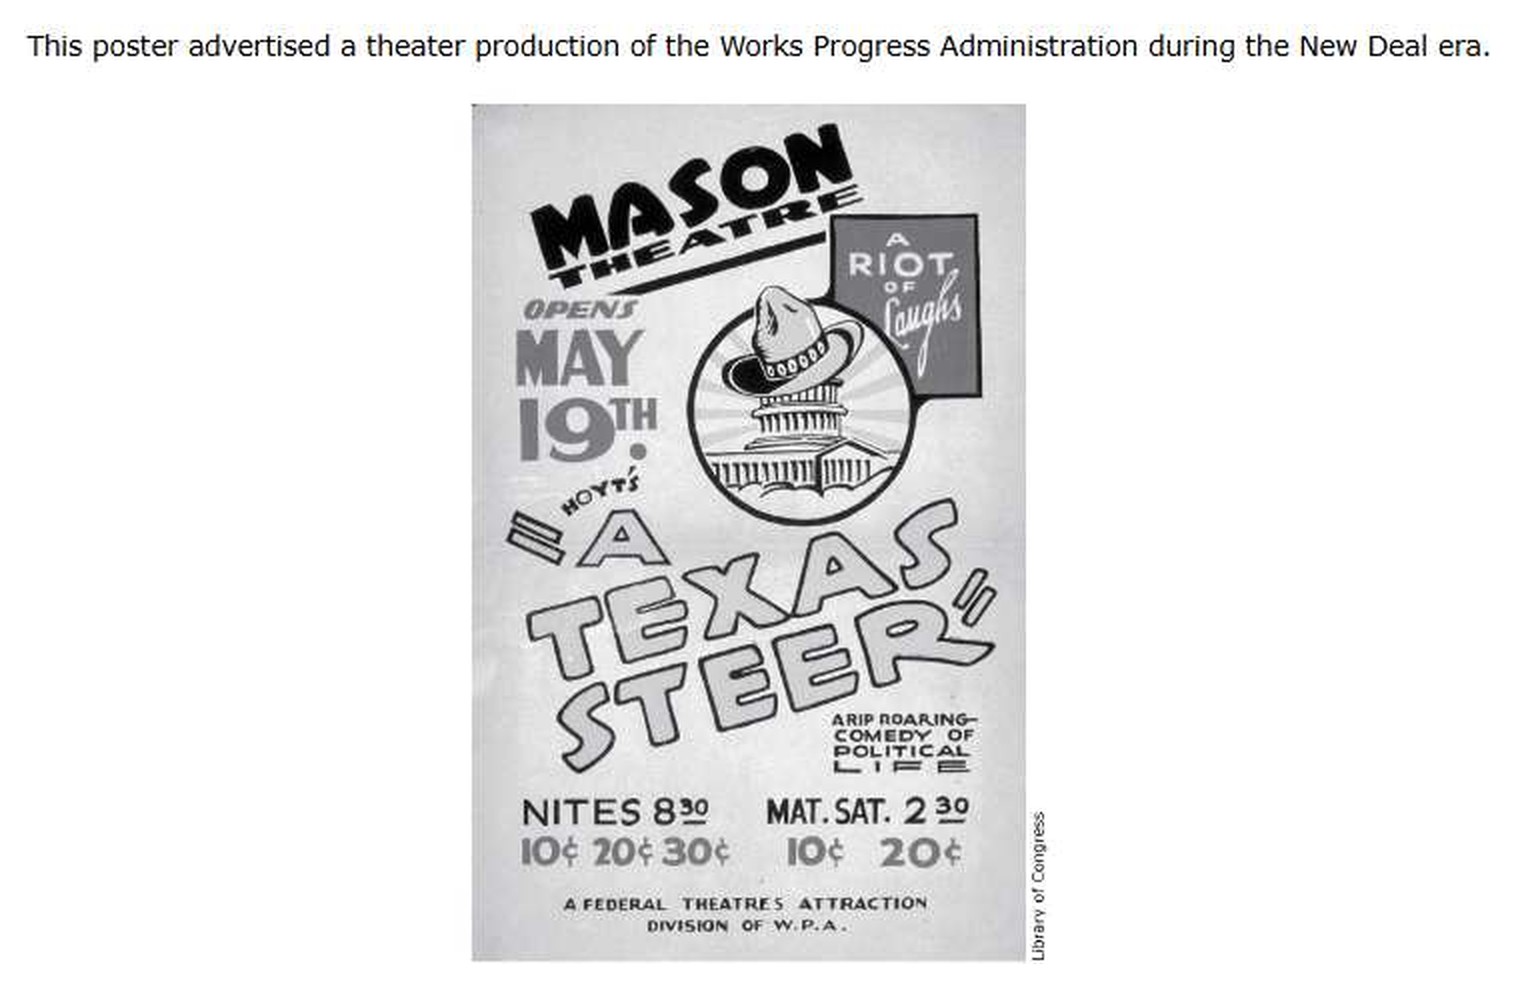 This poster advertised a theater production of the Works Progress Administration during the New Deal era.
MASON
THEATRE
A
RIOT
OF
Laughs
OPENS
MAY
19TH.
HOYT'S
"A
TEXAS
STEER"
A RIP ROARING
COMEDY OF
POLITICAL
LIFE
NITES 8 30
MAT. SAT. 2 30
10¢ 20¢ 30¢
10¢ 20¢
A FEDERAL THEATRES ATTRACTION
DIVISION OF W.P.A.
Library of Congress